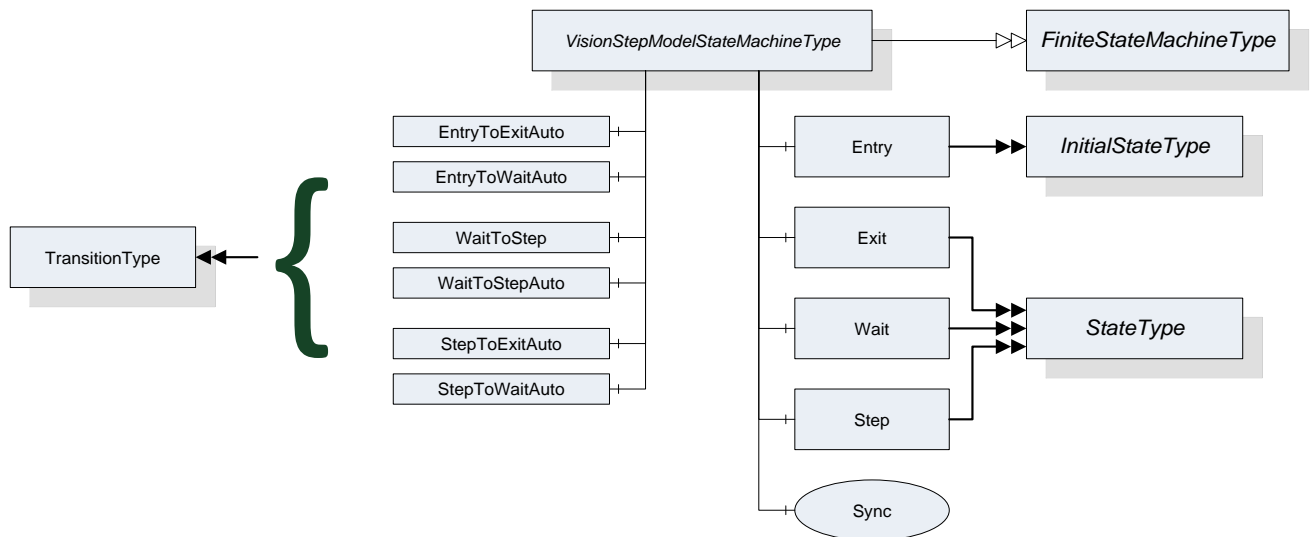 VisionStepModelStateMachineType
FiniteStateMachineType
EntryToExitAuto
Entry
InitialStateType
EntryToWaitAuto
TransitionType
{
WaitToStep
Exit
WaitToStepAuto
StepToExitAuto
Wait
StateType
StepToWaitAuto
Step
Sync